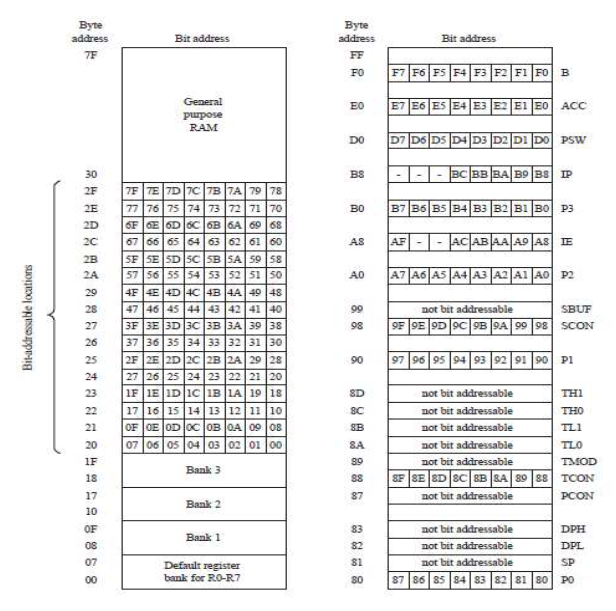 Byte address Bit address
7F
General
purpose
RAM
30
2F 7F 7E 7D 7C 7B 7A 79 78
2E 77 76 75 74 73 72 71 70
2D 6F 6E 6D 6C 6B 6A 69 68
2C 67 66 65 64 63 62 61 60
2B 5F 5E 5D 5C 5B 5A 59 58
2A 57 56 55 54 53 52 51 50
29 4F 4E 4D 4C 4B 4A 49 48
28 47 46 45 44 43 42 41 40
27 3F 3E 3D 3C 3B 3A 39 38
26 37 36 35 34 33 32 31 30
25 2F 2E 2D 2C 2B 2A 29 28
24 27 26 25 24 23 22 21 20
23 1F 1E 1D 1C 1B 1A 19 18
22 17 16 15 14 13 12 11 10
21 0F 0E 0D 0C 0B 0A 09 08
20 07 06 05 04 03 02 01 00
Bit-addressable locations
1F
Bank 3
18
17
Bank 2
10
0F
Bank 1
08
07
Default register
bank for R0-R7
00
Byte address Bit address
FF
F0 F7 F6 F5 F4 F3 F2 F1 F0 B
E0 E7 E6 E5 E4 E3 E2 E1 E0 ACC
D0 D7 D6 D5 D4 D3 D2 D1 D0 PSW
B8 - - - BC BB BA B9 B8 IP
B0 B7 B6 B5 B4 B3 B2 B1 B0 P3
A8 AF - - AC AB AA A9 A8 IE
A0 A7 A6 A5 A4 A3 A2 A1 A0 P2
99 not bit addressable SBUF
98 9F 9E 9D 9C 9B 9A 99 98 SCON
90 97 96 95 94 93 92 91 90 P1
8D not bit addressable TH1
8C not bit addressable TH0
8B not bit addressable TL1
8A not bit addressable TL0
89 not bit addressable TMOD
88 8F 8E 8D 8C 8B 8A 89 88 TCON
87 not bit addressable PCON
83 not bit addressable DPH
82 not bit addressable DPL
81 not bit addressable SP
80 87 86 85 84 83 82 81 80 P0